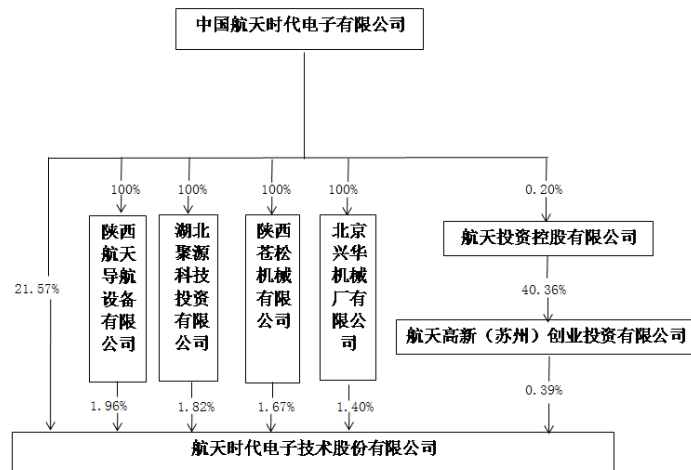 中国航天时代电子有限公司
100%
100%
100%
100%
0.20%
陕西
航天
导航
设备
有限
公司
湖北
聚源
科技
投资
有限
公司
陕西
苍松
机械
有限
公司
北京
兴华
机械
厂有
限公
司
航天投资控股有限公司
21.57%
40.36%
航天高新（苏州）创业投资有限公司
1.96%
1.82%
1.67%
1.40%
0.39%
航天时代电子技术股份有限公司